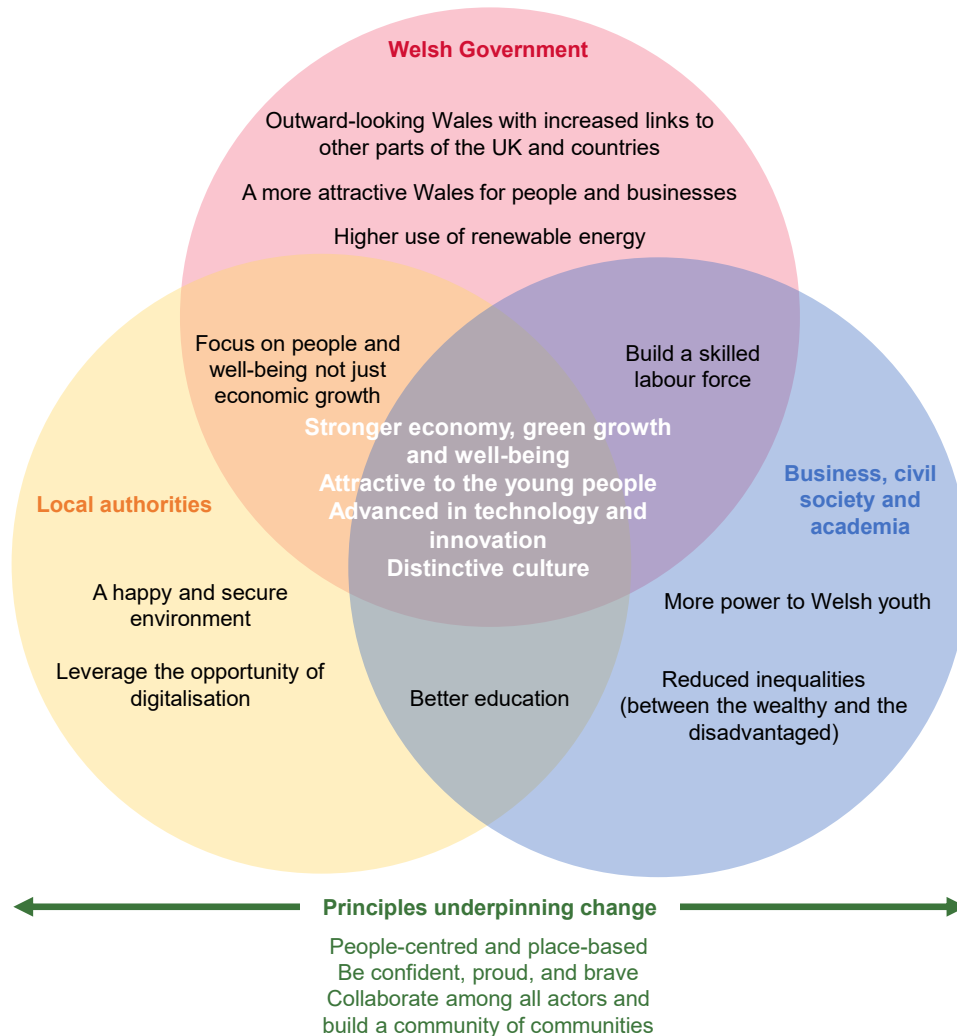 Welsh Government
Outward-looking Wales with increased links to
other parts of the UK and countries
A more attractive Wales for people and businesses
Higher use of renewable energy
Focus on people and
well-being not just
economic growth
Build a skilled
labour force
Stronger economy, green growth
and well-being
Attractive to the young people
Advanced in technology and
innovation
Distinctive culture
Local authorities
Business, civil
society and
academia
A happy and secure
environment
Leverage the opportunity of
digitalisation
Better education
More power to Welsh youth
Reduced inequalities
(between the wealthy and the
disadvantaged)
Principles underpinning change
People-centred and place-based
Be confident, proud, and brave
Collaborate among all actors and
build a community of communities